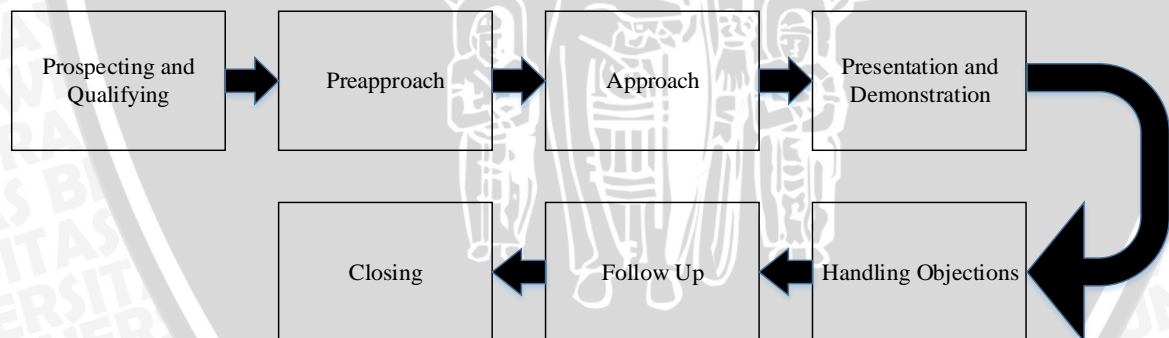 Prospecting and
Qualifying
Preapproach
Approach
Presentation and
Demonstration
Handling Objections
Follow Up
Closing